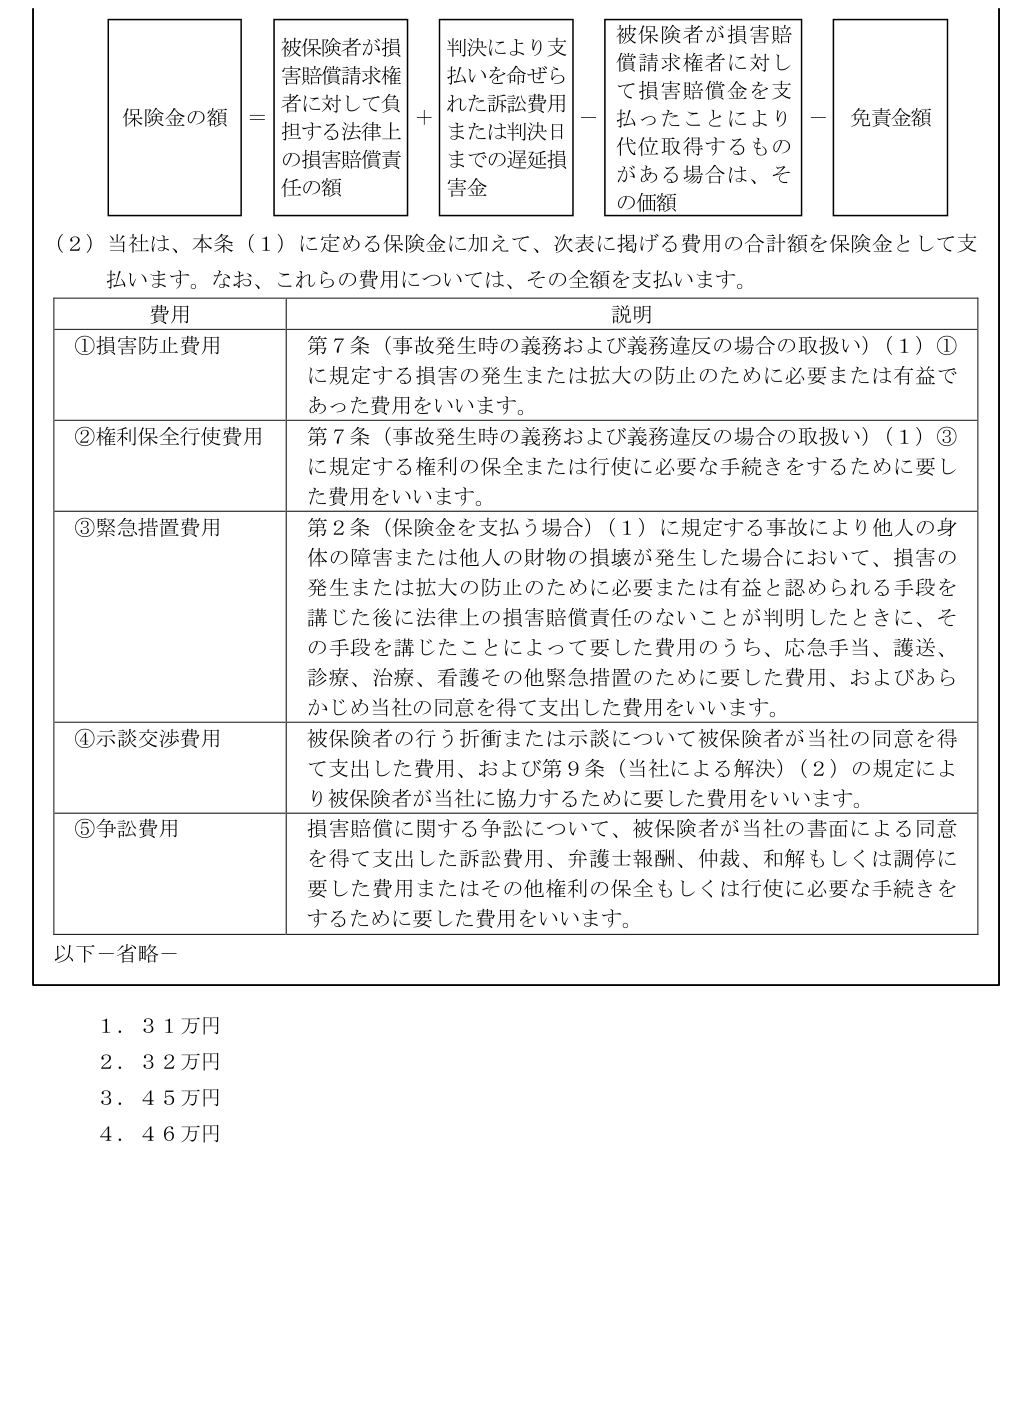 保険金の額
＝
被保険者が損
害賠償請求権
者に対して負
担する法律上
の損害賠償責
任の額
＋
判決により支
払いを命ぜら
れた訴訟費用
または判決日
までの遅延損
害金
－
被保険者が損害賠
償請求権者に対し
て損害賠償金を支
払ったことにより
代位取得するもの
がある場合は、そ
の価額
－
免責金額
（２）当社は、本条（１）に定める保険金に加えて、次表に掲げる費用の合計額を保険金として支
払います。なお、これらの費用については、その全額を支払います。
費用
説明
①損害防止費用
第７条（事故発生時の義務および義務違反の場合の取扱い）（１）①
に規定する損害の発生または拡大の防止のために必要または有益で
あった費用をいいます。
②権利保全行使費用
第７条（事故発生時の義務および義務違反の場合の取扱い）（１）③
に規定する権利の保全または行使に必要な手続きをするために要し
た費用をいいます。
③緊急措置費用
第２条（保険金を支払う場合）（１）に規定する事故により他人の身
体の障害または他人の財物の損壊が発生した場合において、損害の
発生または拡大の防止のために必要または有益と認められる手段を
講じた後に法律上の損害賠償責任のないことが判明したときに、そ
の手段を講じたことによって要した費用のうち、応急手当、護送、
診療、治療、看護その他緊急措置のために要した費用、およびあら
かじめ当社の同意を得て支出した費用をいいます。
④示談交渉費用
被保険者の行う折衝または示談について被保険者が当社の同意を得
て支出した費用、および第９条（当社による解決）（２）の規定によ
り被保険者が当社に協力するために要した費用をいいます。
⑤争訟費用
損害賠償に関する争訟について、被保険者が当社の書面による同意
を得て支出した訴訟費用、弁護士報酬、仲裁、和解もしくは調停に
要した費用またはその他権利の保全もしくは行使に必要な手続きを
するために要した費用をいいます。
以下－省略－
１．３１万円
２．３２万円
３．４５万円
４．４６万円